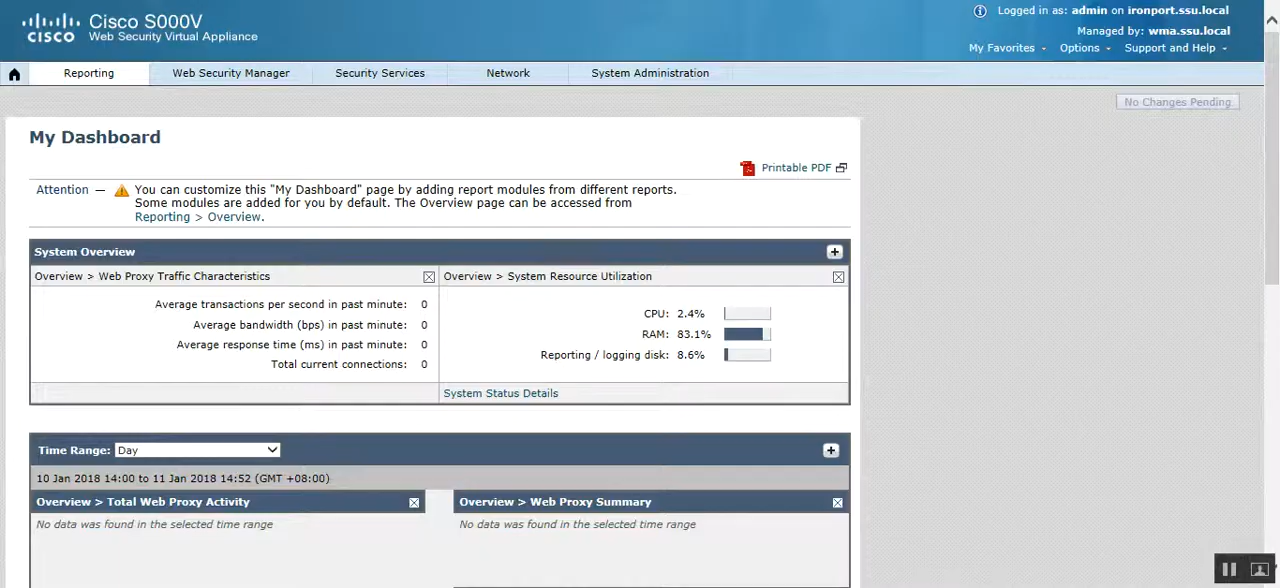 CISCO
Cisco S000V
Web Security Virtual Appliance
Logged in as: admin on ironport.ssu.local
Managed by: wma.ssu.local
My Favorites Options Support and Help
Reporting Web Security Manager Security Services Network System Administration
No Changes Pending
My Dashboard
Printable PDF
Attention — You can customize this "My Dashboard" page by adding report modules from different reports.
Some modules are added for you by default. The Overview page can be accessed from
Reporting > Overview.
System Overview
Overview > Web Proxy Traffic Characteristics
Average transactions per second in past minute: 0
Average bandwidth (bps) in past minute: 0
Average response time (ms) in past minute: 0
Total current connections: 0
Overview > System Resource Utilization
CPU: 2.4%
RAM: 83.1%
Reporting / logging disk: 8.6%
System Status Details
Time Range: Day
10 Jan 2018 14:00 to 11 Jan 2018 14:52 (GMT +08:00)
Overview > Total Web Proxy Activity
No data was found in the selected time range
Overview > Web Proxy Summary
No data was found in the selected time range